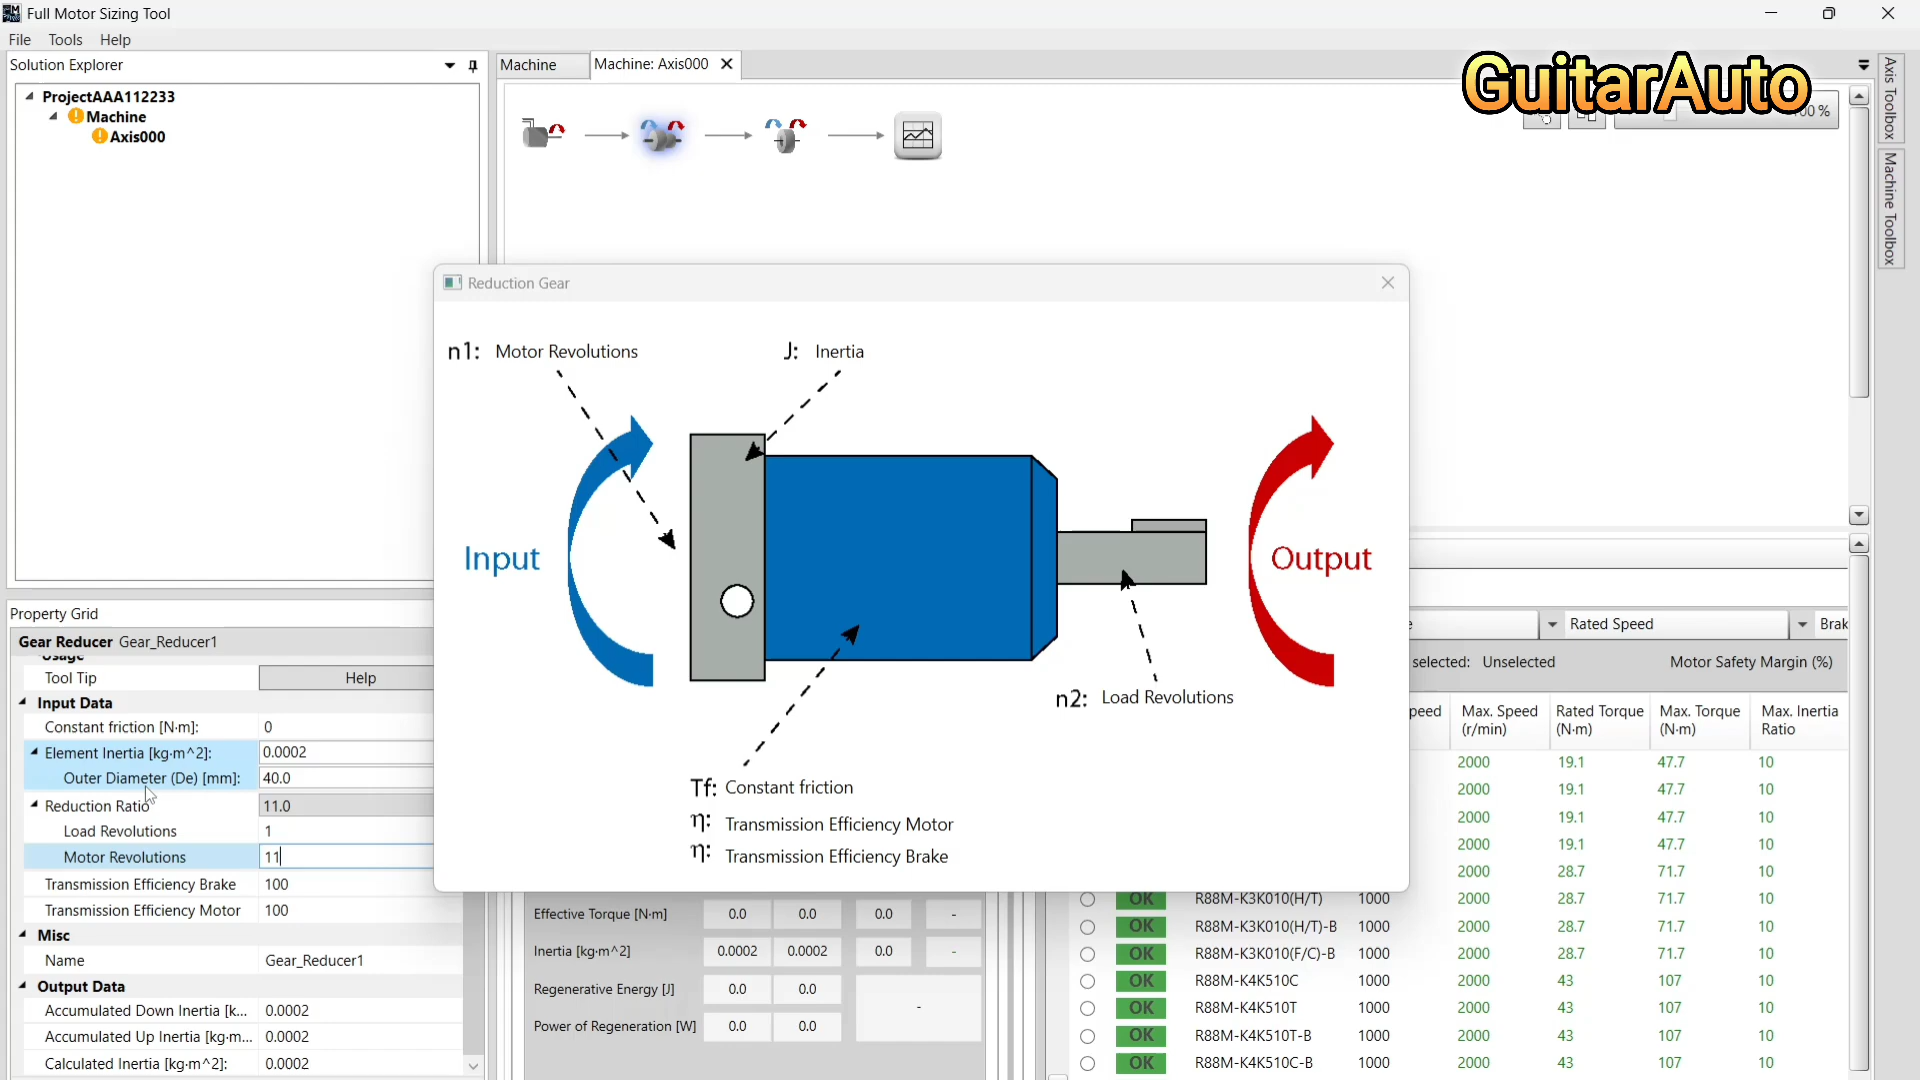 Full Motor Sizing Tool
File Tools Help
Solution Explorer
ProjectAAA112233
Machine
Axis000
Machine
Machine: Axis000
GuitarAuto
00 %
Axis Toolbox
Machine Toolbox
Reduction Gear
n1: Motor Revolutions
J: Inertia
Input
Output
n2: Load Revolutions
Tf: Constant friction
η: Transmission Efficiency Motor
η: Transmission Efficiency Brake
Property Grid
Gear Reducer Gear_Reducer1
Usage
Tool Tip Help
Input Data
Constant friction [N·m]: 0
Element Inertia [kg·m^2]: 0.0002
Outer Diameter (De) [mm]: 40.0
Reduction Ratio 11.0
Load Revolutions 1
Motor Revolutions 11
Transmission Efficiency Brake 100
Transmission Efficiency Motor 100
Misc
Name Gear_Reducer1
Output Data
Accumulated Down Inertia [k... 0.0002
Accumulated Up Inertia [kg·m... 0.0002
Calculated Inertia [kg·m^2]: 0.0002
Effective Torque [N·m] 0.0 0.0 0.0 -
Inertia [kg·m^2] 0.0002 0.0002 0.0 -
Regenerative Energy [J] 0.0 0.0 -
Power of Regeneration [W] 0.0 0.0
e Rated Speed Brak
selected: Unselected Motor Safety Margin (%)
peed Max. Speed (r/min) Rated Torque (N·m) Max. Torque (N·m) Max. Inertia Ratio
2000 19.1 47.7 10
2000 19.1 47.7 10
2000 19.1 47.7 10
2000 19.1 47.7 10
2000 28.7 71.7 10
OK R88M-K3K010(H/T) 1000 2000 28.7 71.7 10
OK R88M-K3K010(H/T)-B 1000 2000 28.7 71.7 10
OK R88M-K3K010(F/C)-B 1000 2000 28.7 71.7 10
OK R88M-K4K510C 1000 2000 43 107 10
OK R88M-K4K510T 1000 2000 43 107 10
OK R88M-K4K510T-B 1000 2000 43 107 10
OK R88M-K4K510C-B 1000 2000 43 107 10